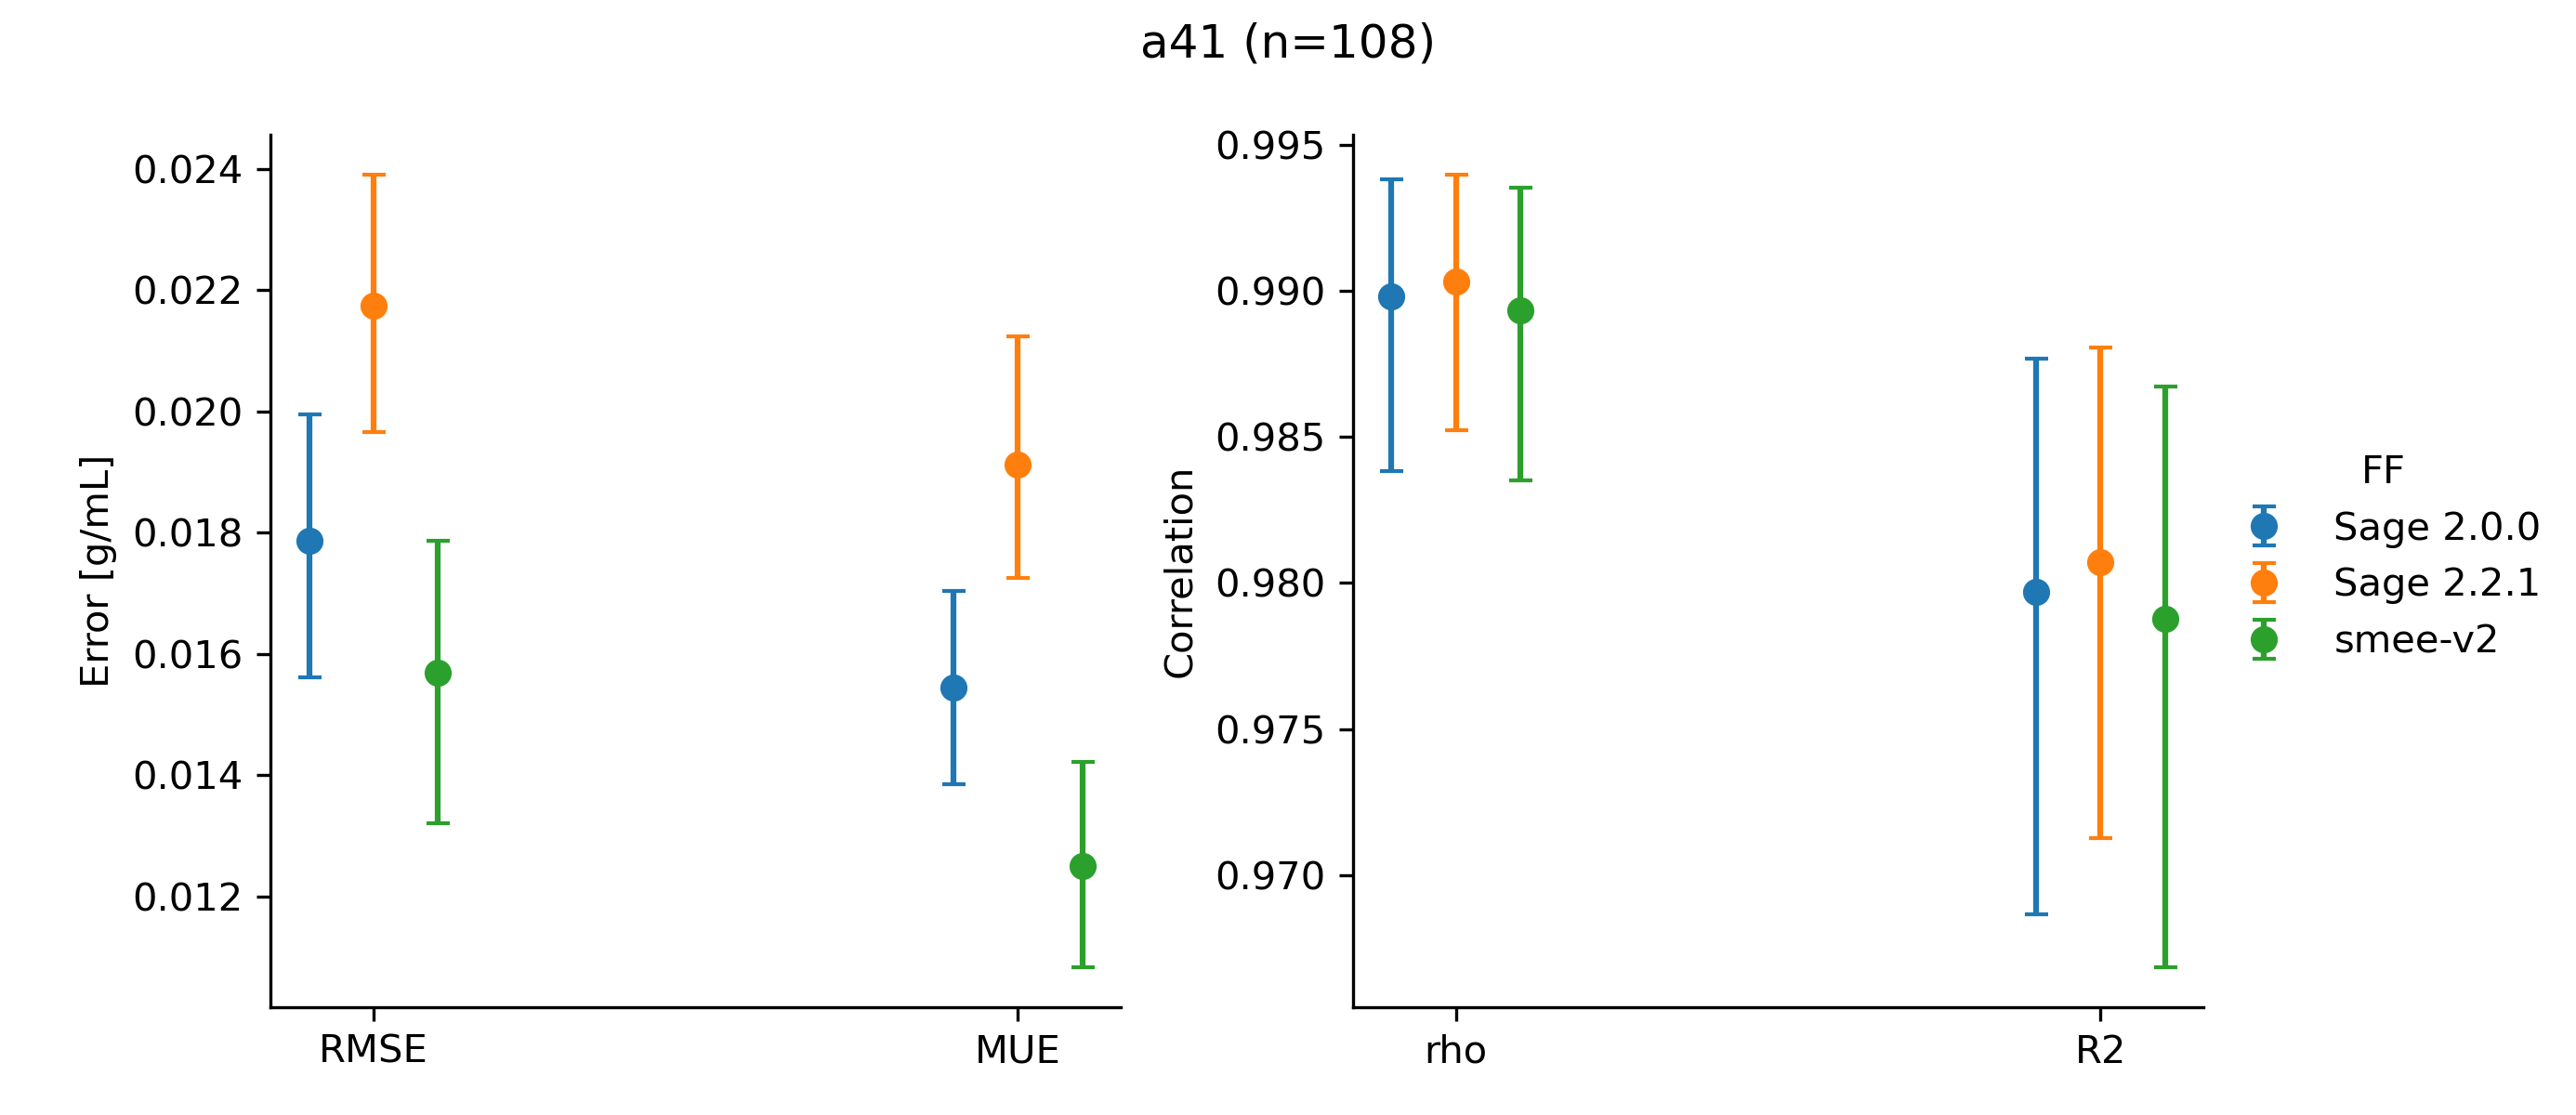 a41 (n=108)
Error [g/mL]
0.024
0.022
0.020
0.018
0.016
0.014
0.012
RMSE
MUE
Correlation
0.995
0.990
0.985
0.980
0.975
0.970
rho
R2
FF
Sage 2.0.0
Sage 2.2.1
smee-v2